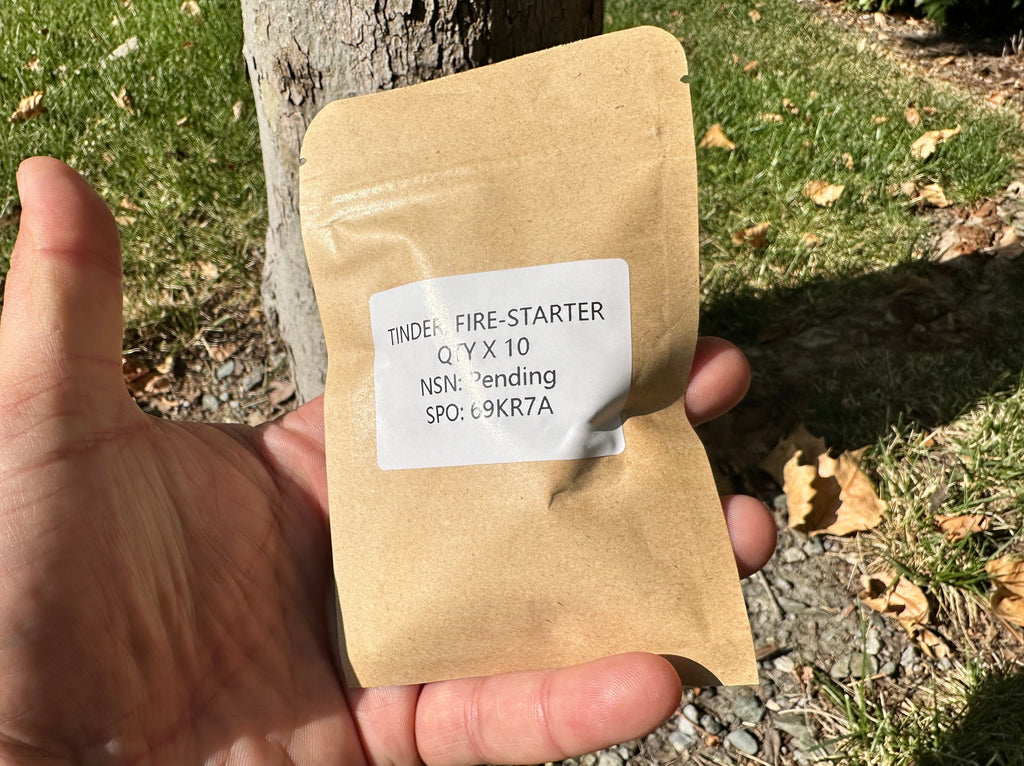 TINDER, FIRE-STARTER
QTY X 10
NSN: Pending
SPO: 69KR7A